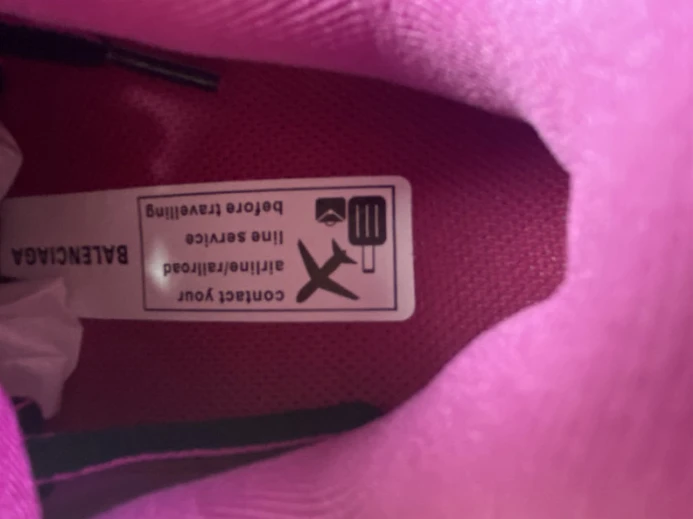 contact your
airline/railroad
line service
before travelling
BALENCIAGA